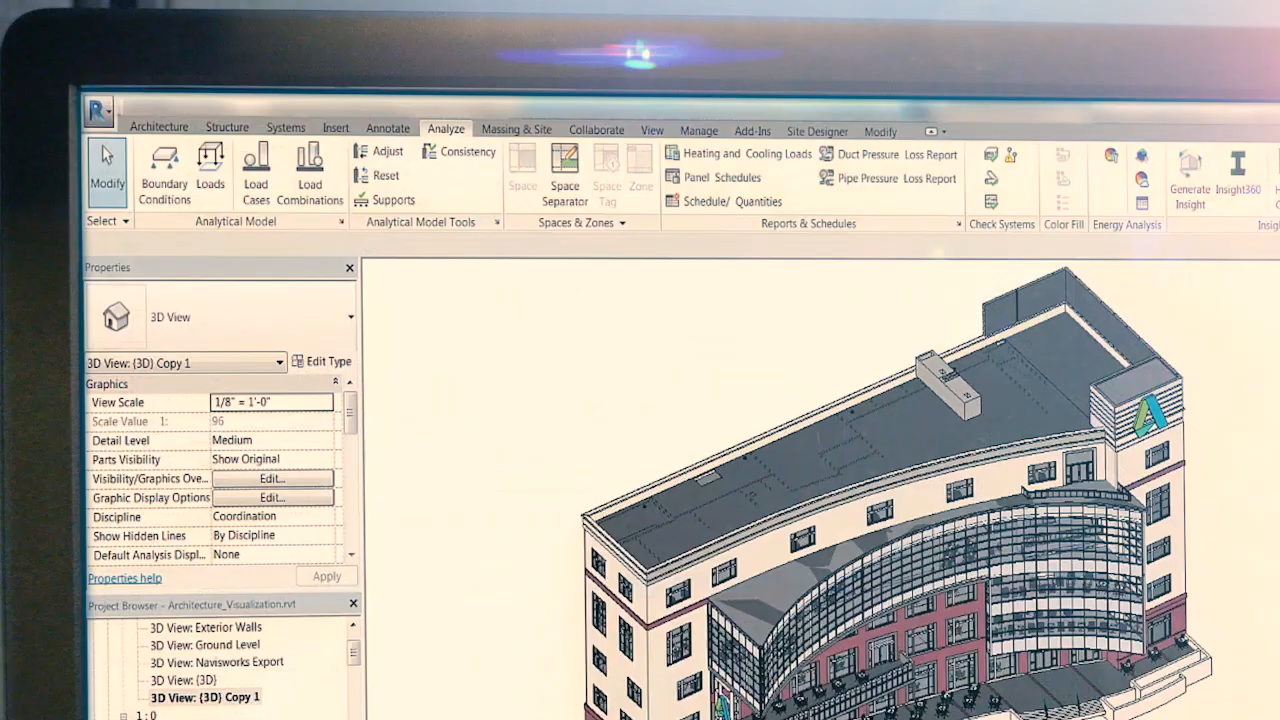 R
Architecture Structure Systems Insert Annotate Analyze Massing & Site Collaborate View Manage Add-Ins Site Designer Modify
Modify
Boundary Conditions
Loads
Load Cases
Load Combinations
Adjust
Reset
Supports
Consistency
Space
Space Separator
Space Tag
Zone
Heating and Cooling Loads
Panel Schedules
Schedule/ Quantities
Duct Pressure Loss Report
Pipe Pressure Loss Report
Generate Insight
Insight360
Select Analytical Model Analytical Model Tools Spaces & Zones Reports & Schedules Check Systems Color Fill Energy Analysis
Properties
3D View
3D View: {3D} Copy 1 Edit Type
Graphics
View Scale 1/8" = 1'-0"
Scale Value 1: 96
Detail Level Medium
Parts Visibility Show Original
Visibility/Graphics Ove... Edit...
Graphic Display Options Edit...
Discipline Coordination
Show Hidden Lines By Discipline
Default Analysis Displ... None
Properties help Apply
Project Browser - Architecture_Visualization.rvt
3D View: Exterior Walls
3D View: Ground Level
3D View: Navisworks Export
3D View: {3D}
3D View: {3D} Copy 1
1:0